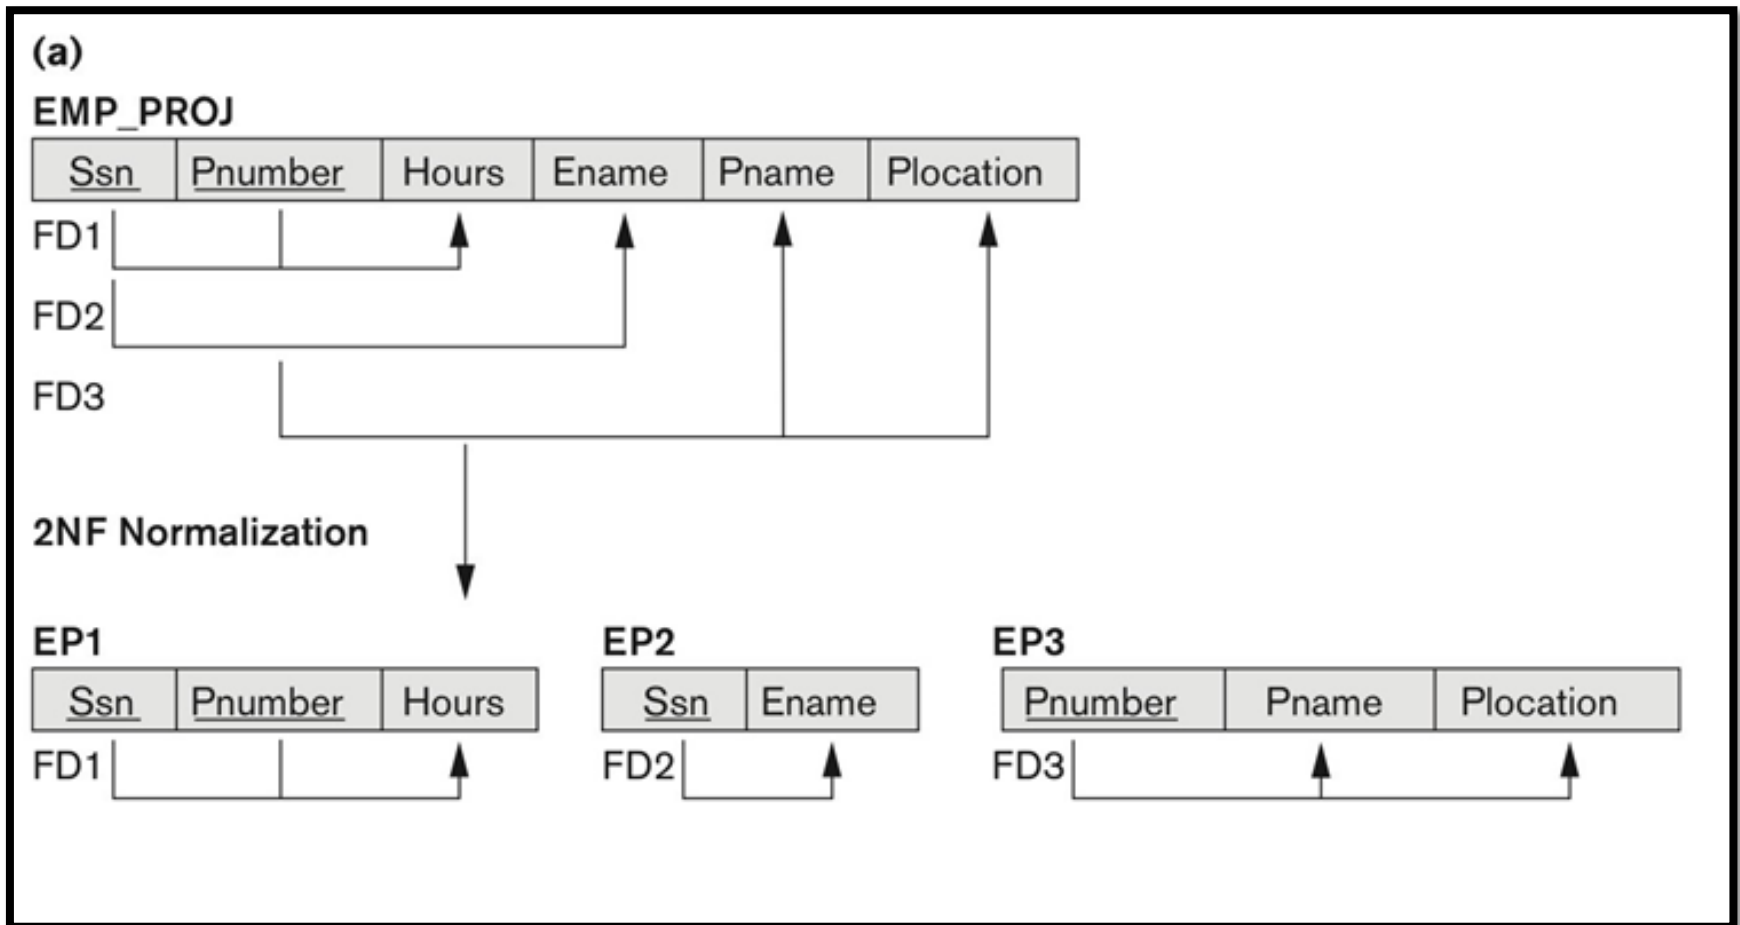 (a)
EMP_PROJ
Ssn Pnumber Hours Ename Pname Plocation
FD1
FD2
FD3
2NF Normalization
EP1 EP2 EP3
Ssn Pnumber Hours Ssn Ename Pnumber Pname Plocation
FD1 FD2 FD3